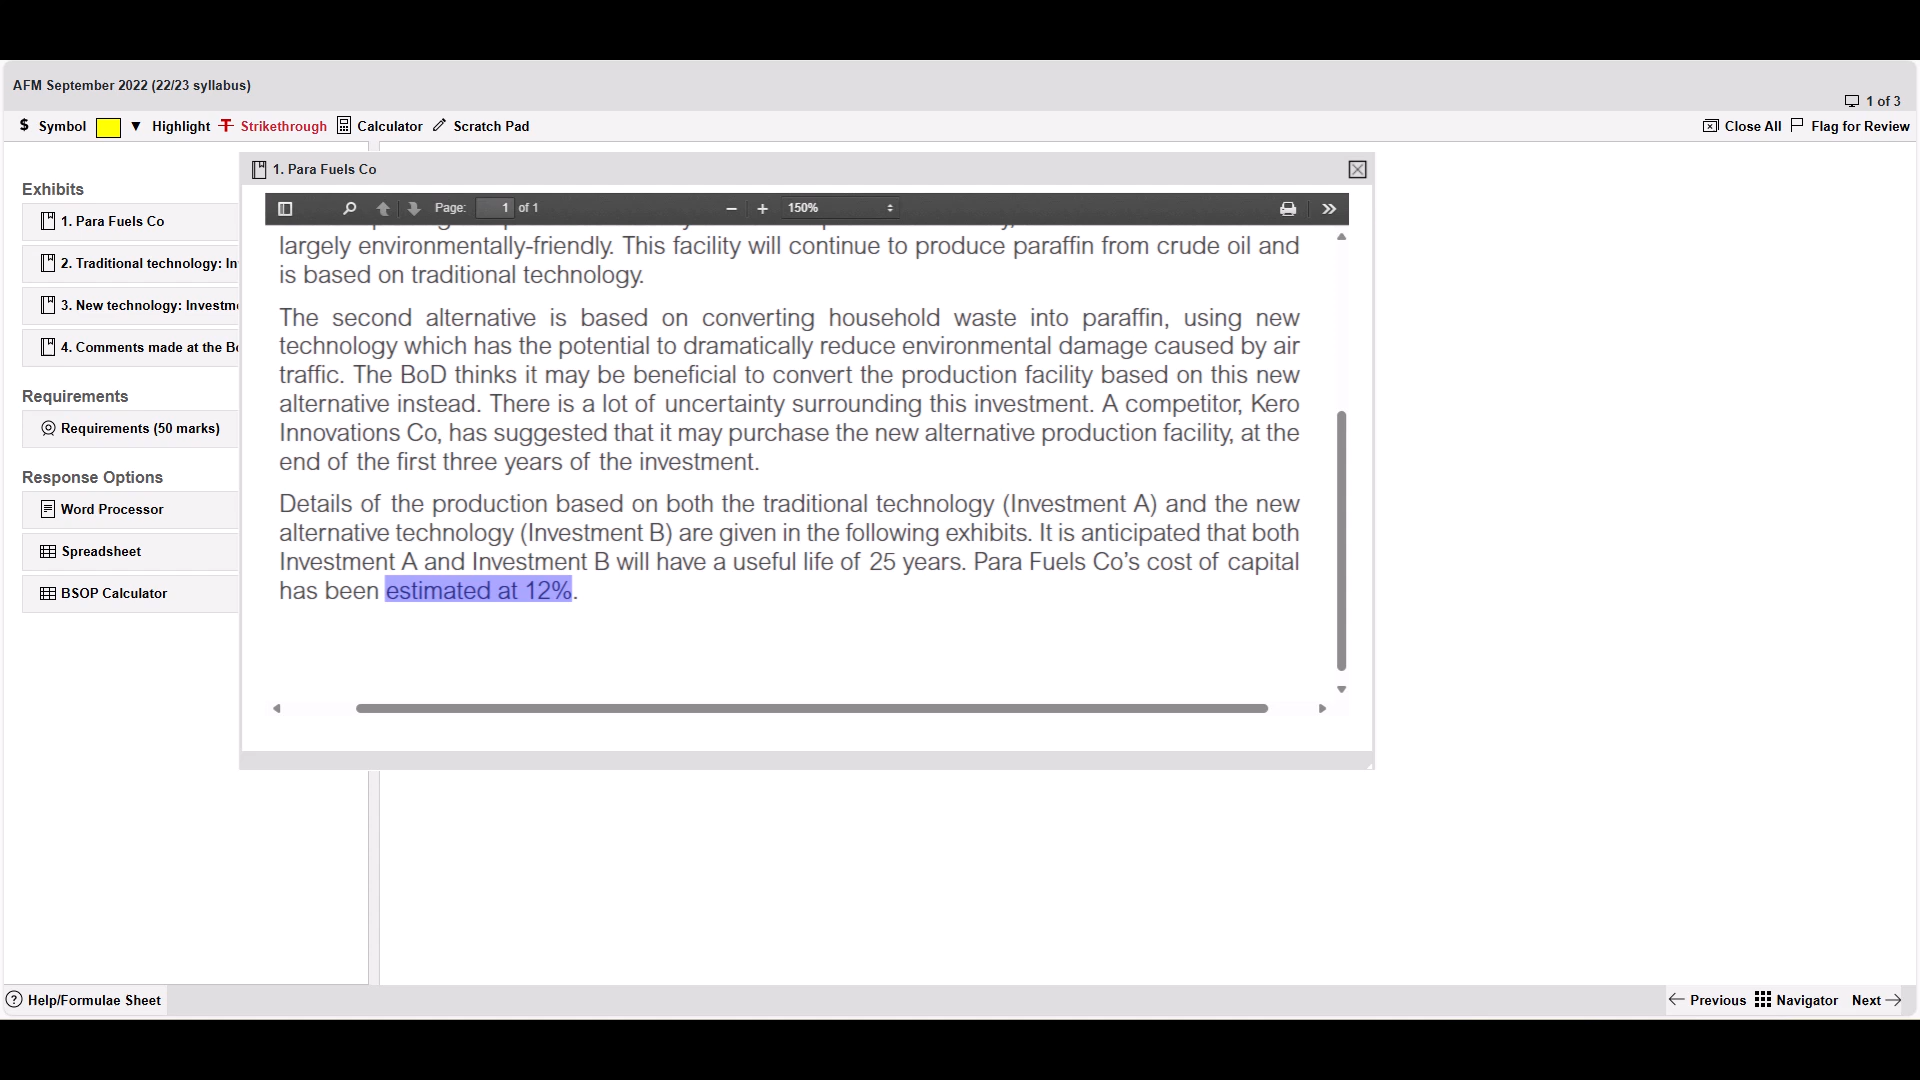 AFM September 2022 (22/23 syllabus)
1 of 3
$ Symbol ▼ Highlight Strikethrough Calculator Scratch Pad
Close All Flag for Review
Exhibits
1. Para Fuels Co
2. Traditional technology: In
3. New technology: Investm
4. Comments made at the B
Requirements
Requirements (50 marks)
Response Options
Word Processor
Spreadsheet
BSOP Calculator
1. Para Fuels Co
Page: 1 of 1
150%
largely environmentally-friendly. This facility will continue to produce paraffin from crude oil and
is based on traditional technology.
The second alternative is based on converting household waste into paraffin, using new
technology which has the potential to dramatically reduce environmental damage caused by air
traffic. The BoD thinks it may be beneficial to convert the production facility based on this new
alternative instead. There is a lot of uncertainty surrounding this investment. A competitor, Kero
Innovations Co, has suggested that it may purchase the new alternative production facility, at the
end of the first three years of the investment.
Details of the production based on both the traditional technology (Investment A) and the new
alternative technology (Investment B) are given in the following exhibits. It is anticipated that both
Investment A and Investment B will have a useful life of 25 years. Para Fuels Co's cost of capital
has been estimated at 12%.
Help/Formulae Sheet
Previous Navigator Next